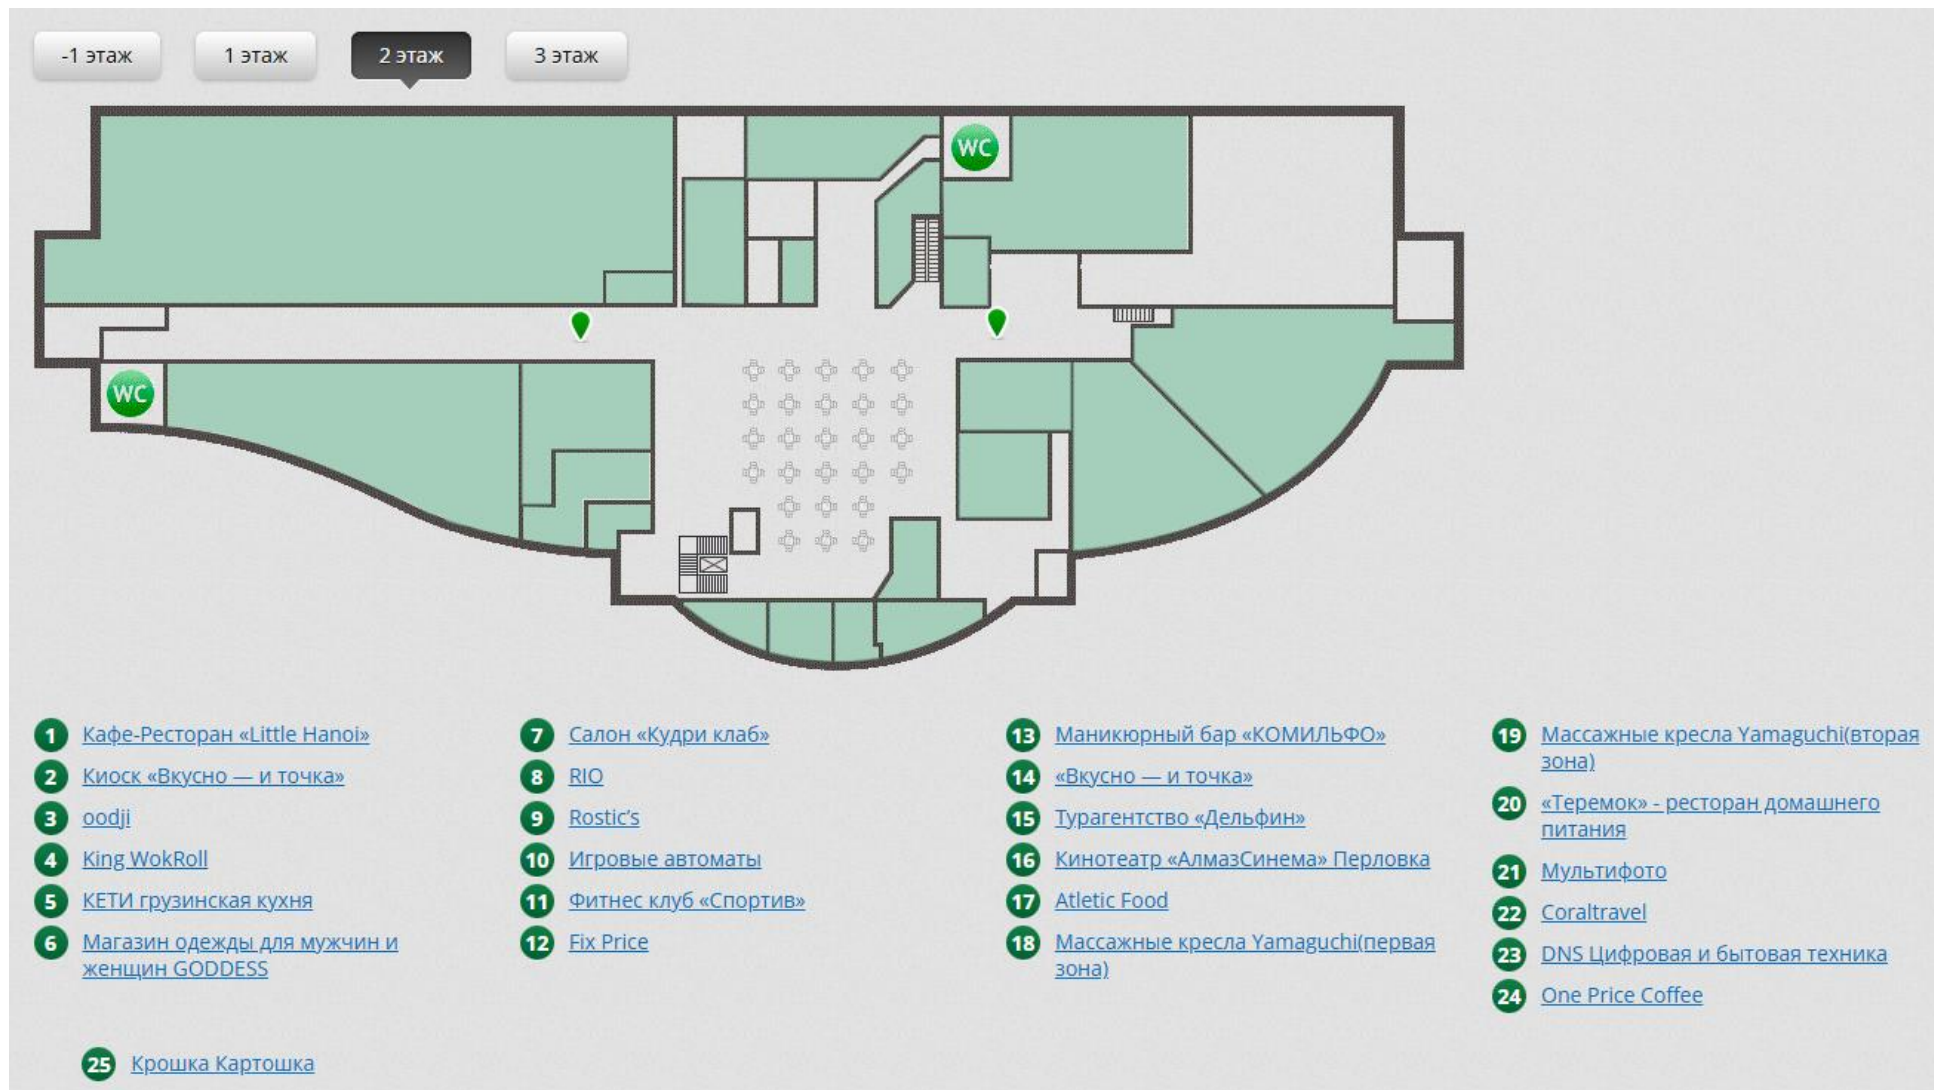 -1 этаж
1 этаж
2 этаж
3 этаж
WC
WC
1 Кафе-Ресторан «Little Hanoi»
2 Киоск «Вкусно — и точка»
3 oodji
4 King WokRoll
5 КЕТИ грузинская кухня
6 Магазин одежды для мужчин и
женщин GODDESS
7 Салон «Кудри клаб»
8 RIO
9 Rostic’s
10 Игровые автоматы
11 Фитнес клуб «Спортив»
12 Fix Price
13 Маникюрный бар «КОМИЛЬФО»
14 «Вкусно — и точка»
15 Турагентство «Дельфин»
16 Кинотеатр «АлмазСинема» Перловка
17 Atletic Food
18 Массажные кресла Yamaguchi(первая
зона)
19 Массажные кресла Yamaguchi(вторая
зона)
20 «Теремок» - ресторан домашнего
питания
21 Мультифото
22 Coraltravel
23 DNS Цифровая и бытовая техника
24 One Price Coffee
25 Крошка Картошка